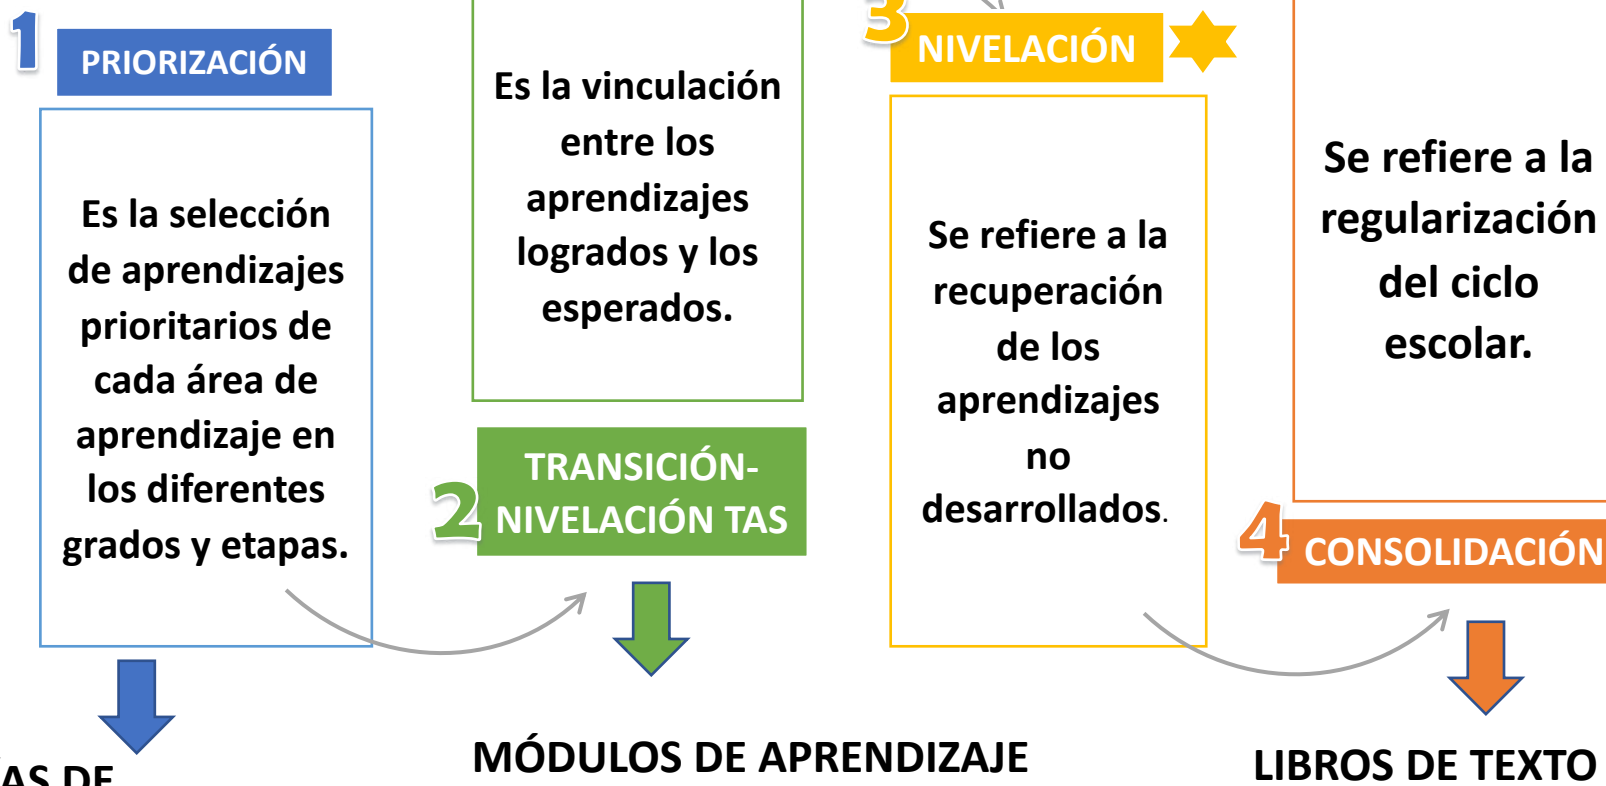 1
PRIORIZACIÓN
Es la selección
de aprendizajes
prioritarios de
cada área de
aprendizaje en
los diferentes
grados y etapas.
Es la vinculación
entre los
aprendizajes
logrados y los
esperados.
2
TRANSICIÓN-
NIVELACIÓN TAS
3
NIVELACIÓN
Se refiere a la
recuperación
de los
aprendizajes
no
desarrollados.
Se refiere a la
regularización
del ciclo
escolar.
4
CONSOLIDACIÓN
AS DE
MÓDULOS DE APRENDIZAJE
LIBROS DE TEXTO